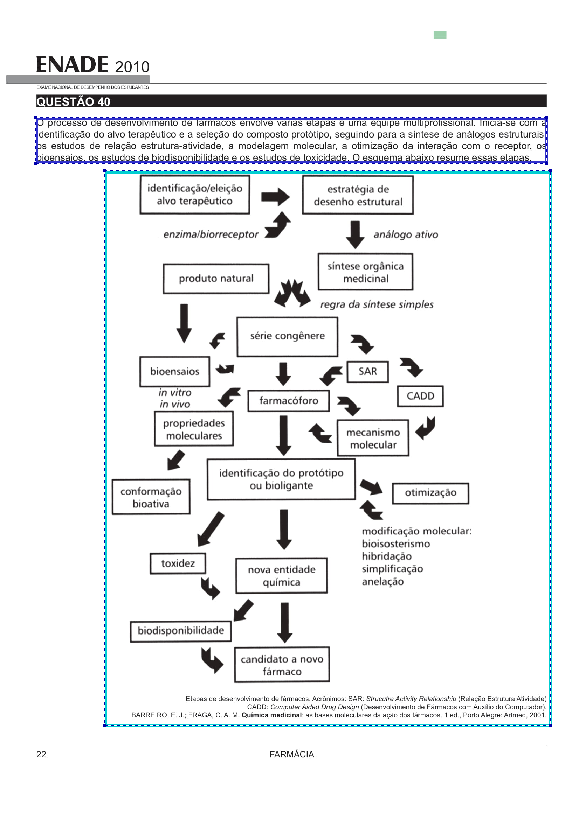 ENADE 2010
EXAME NACIONAL DE DESEMPENHO DOS ESTUDANTES
QUESTÃO 40
O processo de desenvolvimento de fármacos envolve várias etapas e uma equipe multiprofissional. Inicia-se com a
identificação do alvo terapêutico e a seleção do composto protótipo, seguindo para a síntese de análogos estruturais,
os estudos de relação estrutura-atividade, a modelagem molecular, a otimização da interação com o receptor, os
bioensaios, os estudos de biodisponibilidade e os estudos de toxicidade. O esquema abaixo resume essas etapas.
identificação/eleição
alvo terapêutico
estratégia de
desenho estrutural
enzima/biorreceptor
análogo ativo
síntese orgânica
medicinal
produto natural
regra da síntese simples
série congênere
bioensaios
SAR
in vitro
in vivo
farmacóforo
CADD
propriedades
moleculares
mecanismo
molecular
identificação do protótipo
ou bioligante
conformação
bioativa
otimização
modificação molecular:
bioisosterismo
hibridação
simplificação
anelação
toxidez
nova entidade
química
biodisponibilidade
candidato a novo
fármaco
Etapas do desenvolvimento de fármacos. Acrônimos: SAR, Structure Activity Relationship (Relação Estrutura Atividade)
CADD: Computer Aided Drug Design (Desenvolvimento de Fármacos com Auxílio do Computador).
BARREIRO, E. J.; FRAGA, C. A. M. Química medicinal: as bases moleculares da ação dos fármacos. 1 ed., Porto Alegre: Artmed, 2001.
22
FARMÁCIA